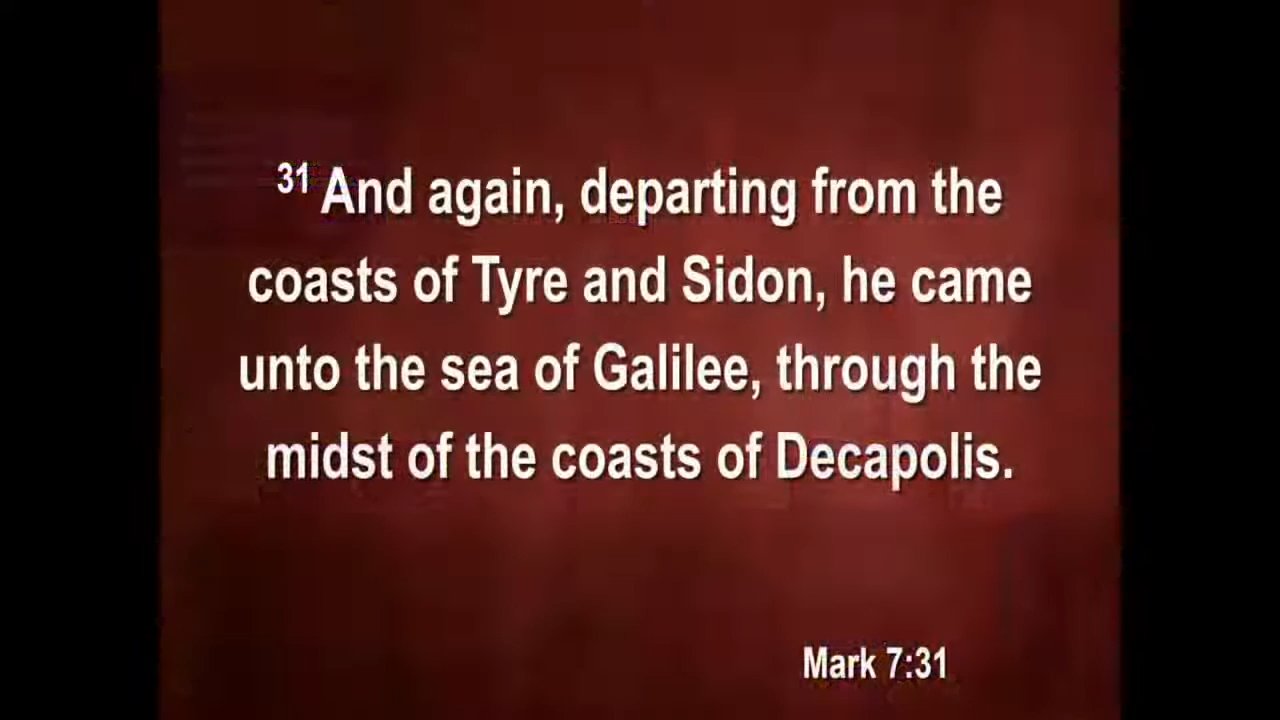 31 And again, departing from the
coasts of Tyre and Sidon, he came
unto the sea of Galilee, through the
midst of the coasts of Decapolis.
Mark 7:31